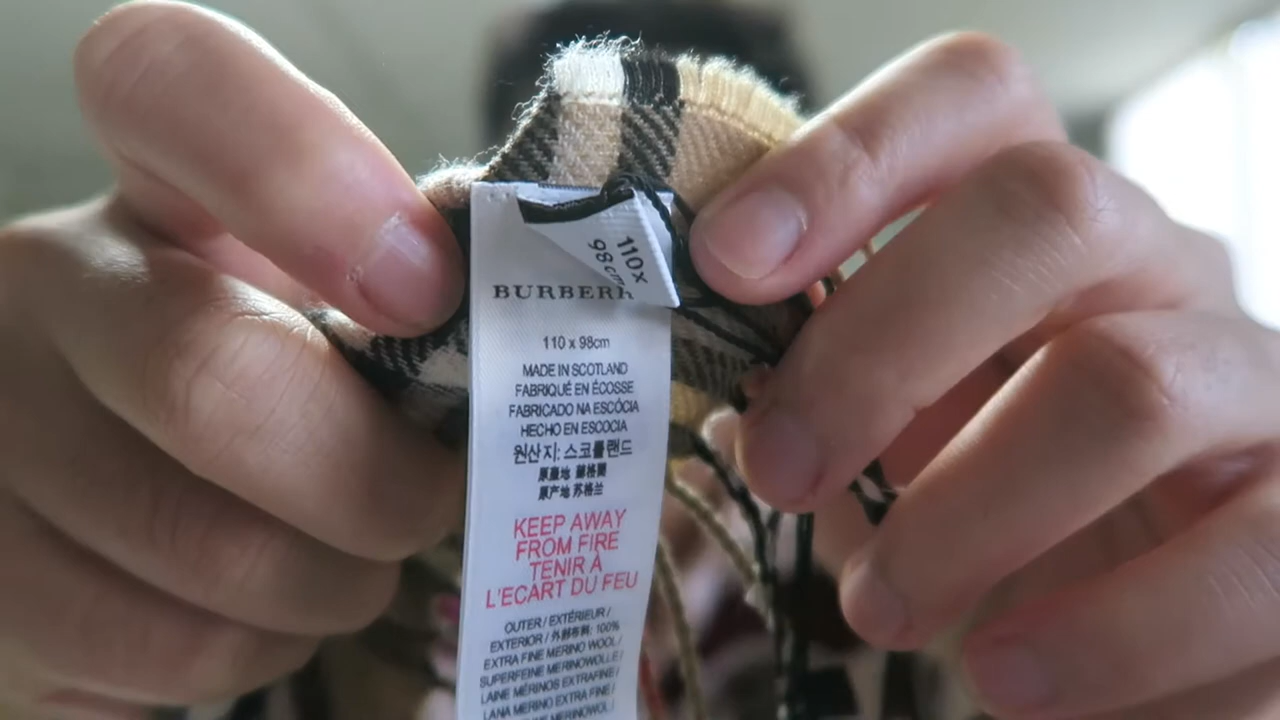 110x
98cm
BURBER
110 x 98cm
MADE IN SCOTLAND
FABRIQUÉ EN ÉCOSSE
FABRICADO NA ESCÓCIA
HECHO EN ESCOCIA
원산지: 스코틀랜드
原產地 蘇格蘭
原产地 苏格兰
KEEP AWAY
FROM FIRE
TENIR À
L'ECART DU FEU
OUTER / EXTÉRIEUR /
EXTERIOR / 外部布料: 100%
EXTRA FINE MERINO WOOL /
SUPERFEINE MERINOWOLLE /
LAINE MÉRINOS EXTRAFINE /
LANA MERINO EXTRA FINE /
FINE MERINOWOL /